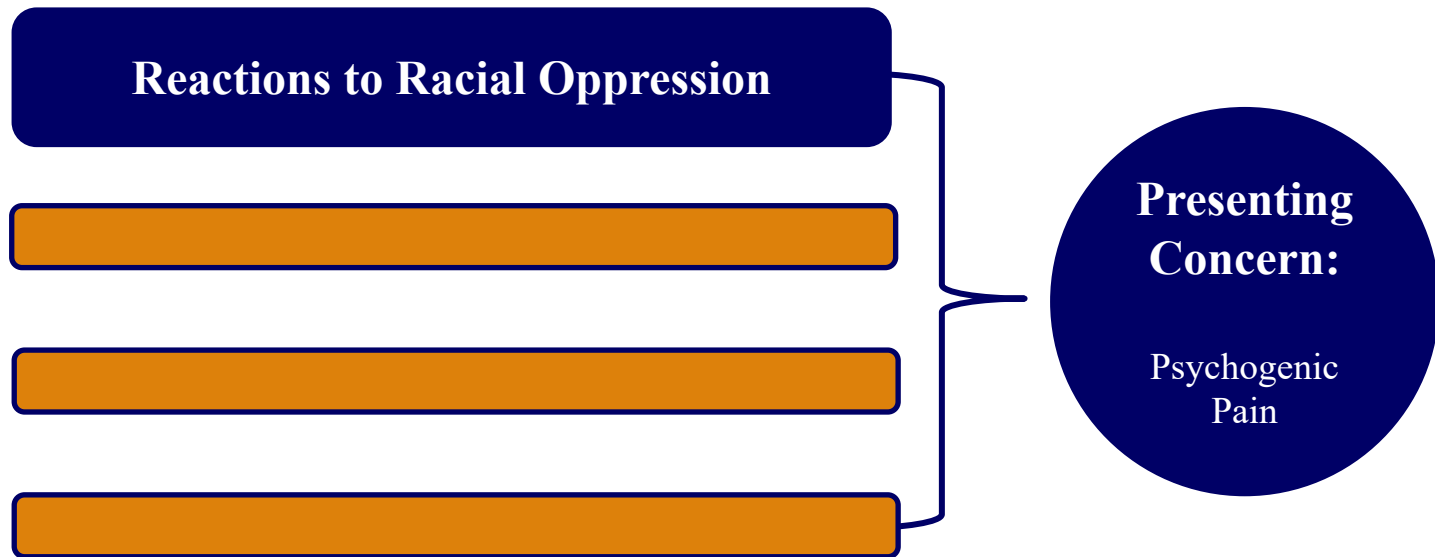 Reactions to Racial Oppression
Presenting
Concern:
Psychogenic
Pain